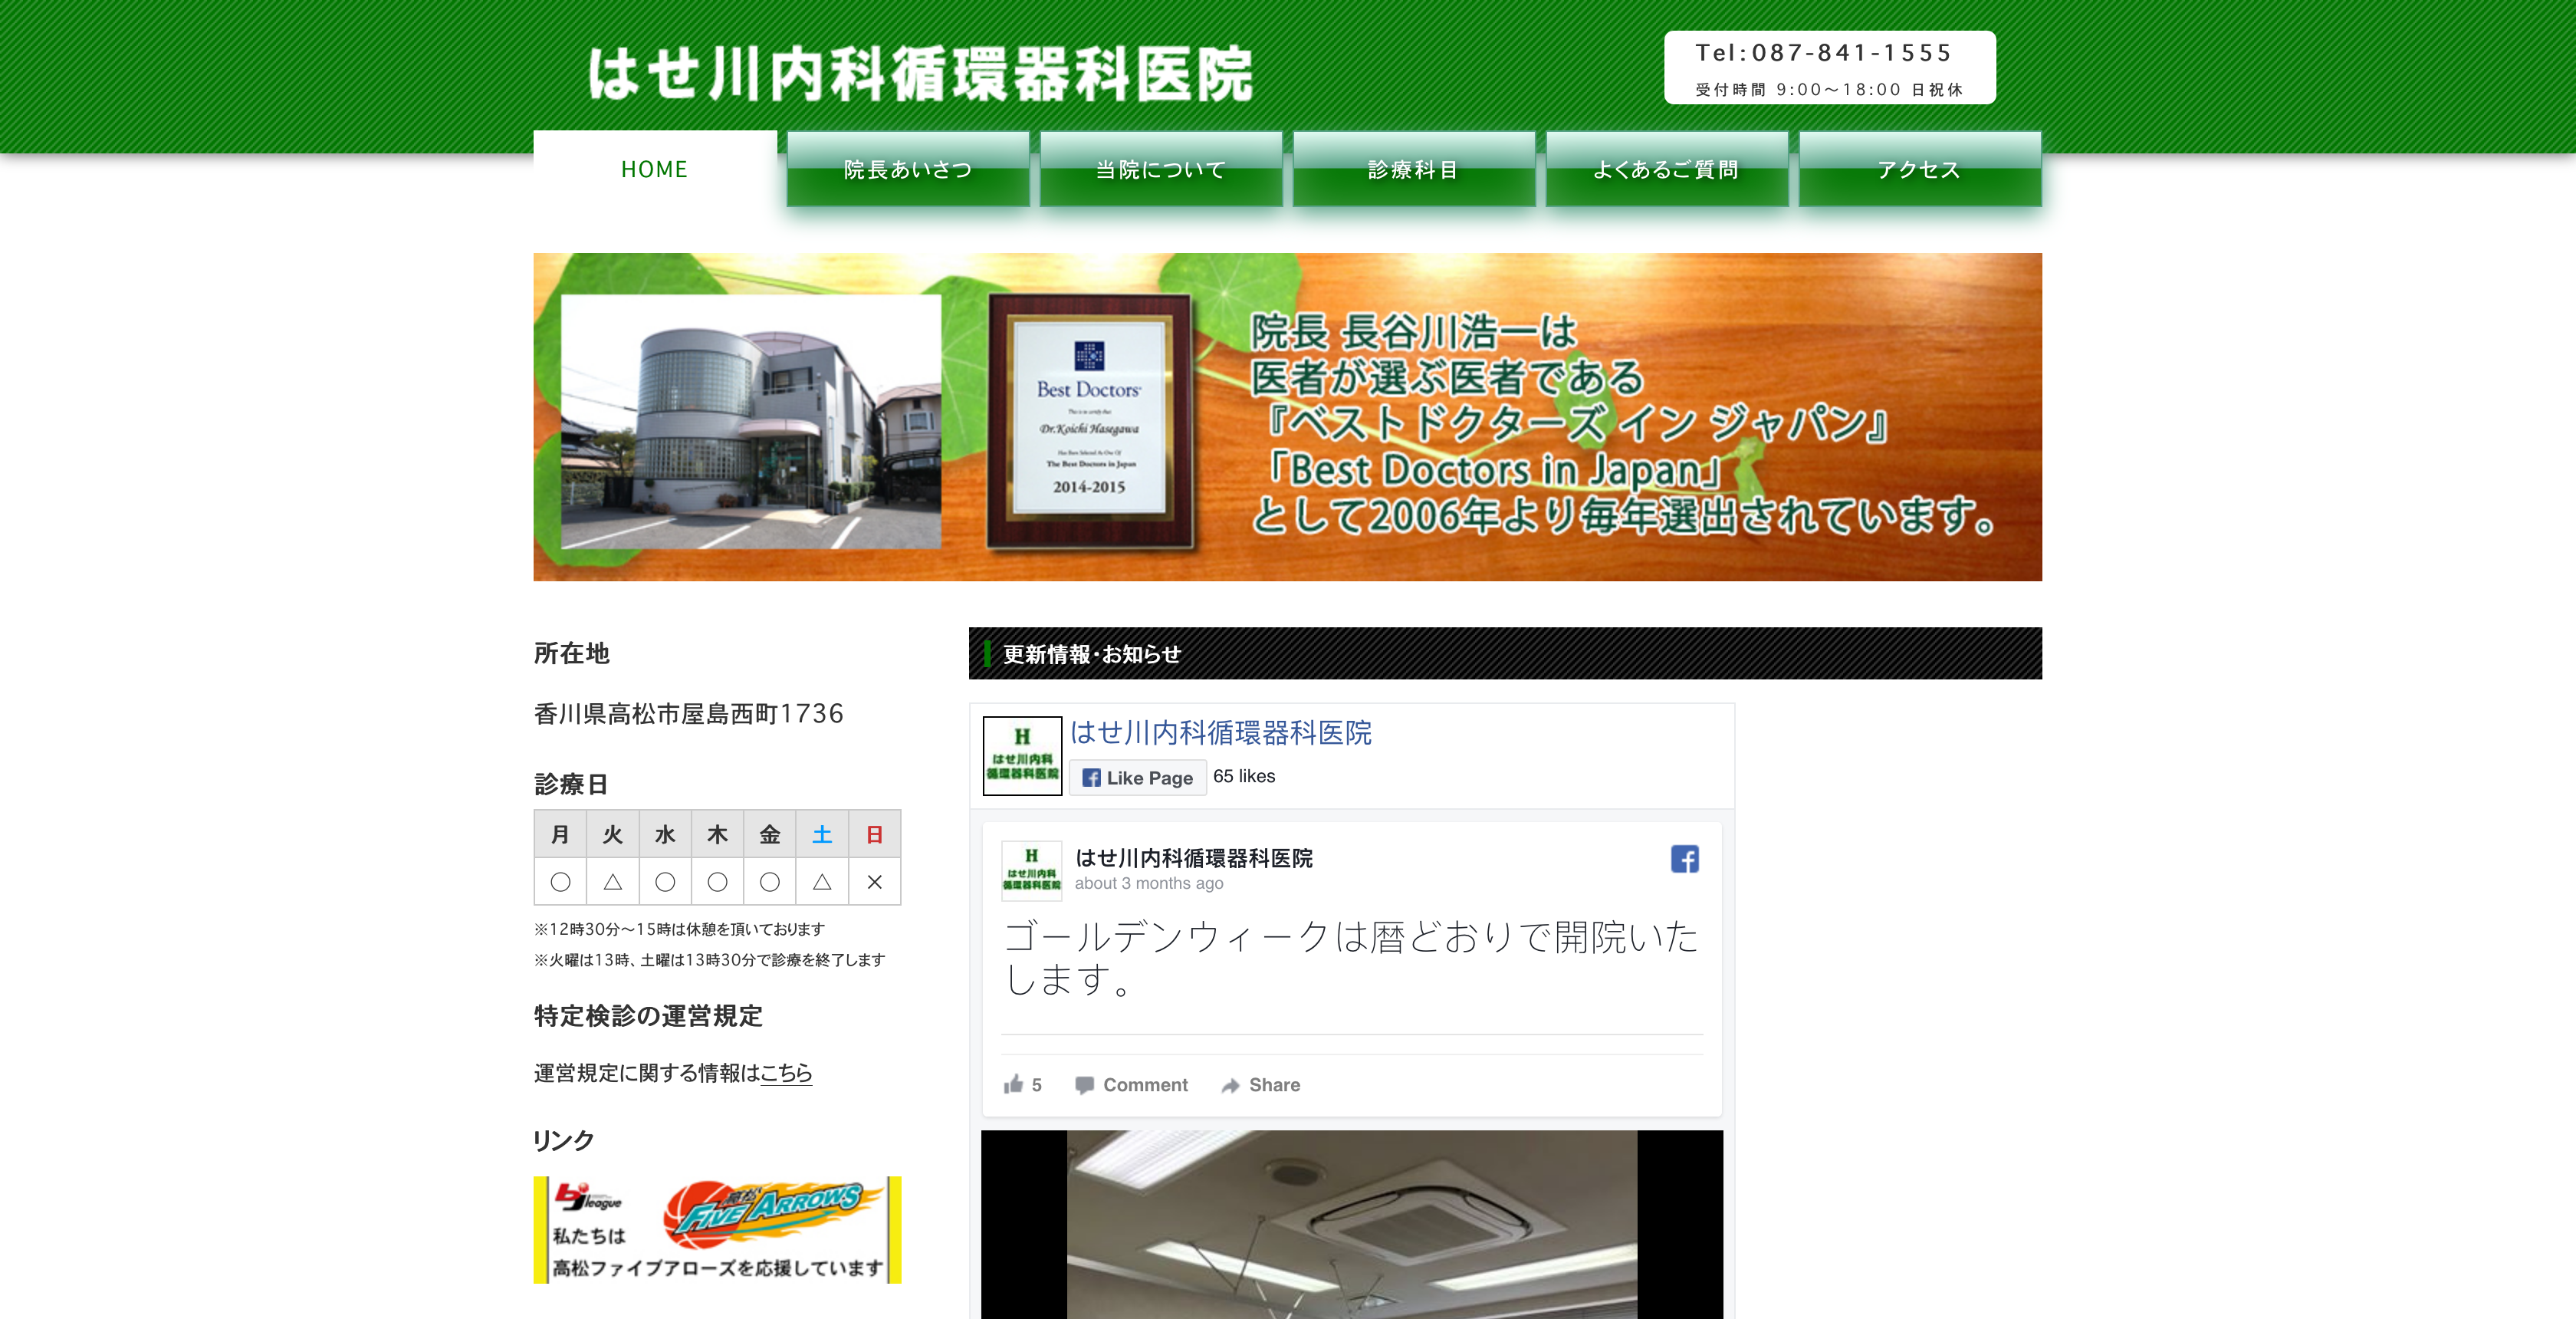 はせ川内科循環器科医院
Tel:087-841-1555
受付時間 9:00～18:00 日祝休
HOME
院長あいさつ
当院について
診療科目
よくあるご質問
アクセス
Best Doctors
This is to certify that
Dr.Koichi Hasegawa
Has Been Selected As One Of
The Best Doctors in Japan
2014-2015
院長 長谷川浩一は
医者が選ぶ医者である
『ベストドクターズ イン ジャパン』
「Best Doctors in Japan」
として2006年より毎年選出されています。
所在地
香川県高松市屋島西町1736
診療日
月 火 水 木 金 土 日
○ △ ○ ○ ○ △ ×
※12時30分～15時は休憩を頂いております
※火曜は13時、土曜は13時30分で診療を終了します
特定検診の運営規定
運営規定に関する情報はこちら
リンク
bj league
高松 FIVE ARROWS
私たちは
高松ファイブアローズを応援しています
更新情報・お知らせ
H
はせ川内科
循環器科医院
はせ川内科循環器科医院
Like Page
65 likes
H
はせ川内科
循環器科医院
はせ川内科循環器科医院
about 3 months ago
ゴールデンウィークは暦どおりで開院いた
します。
5
Comment
Share